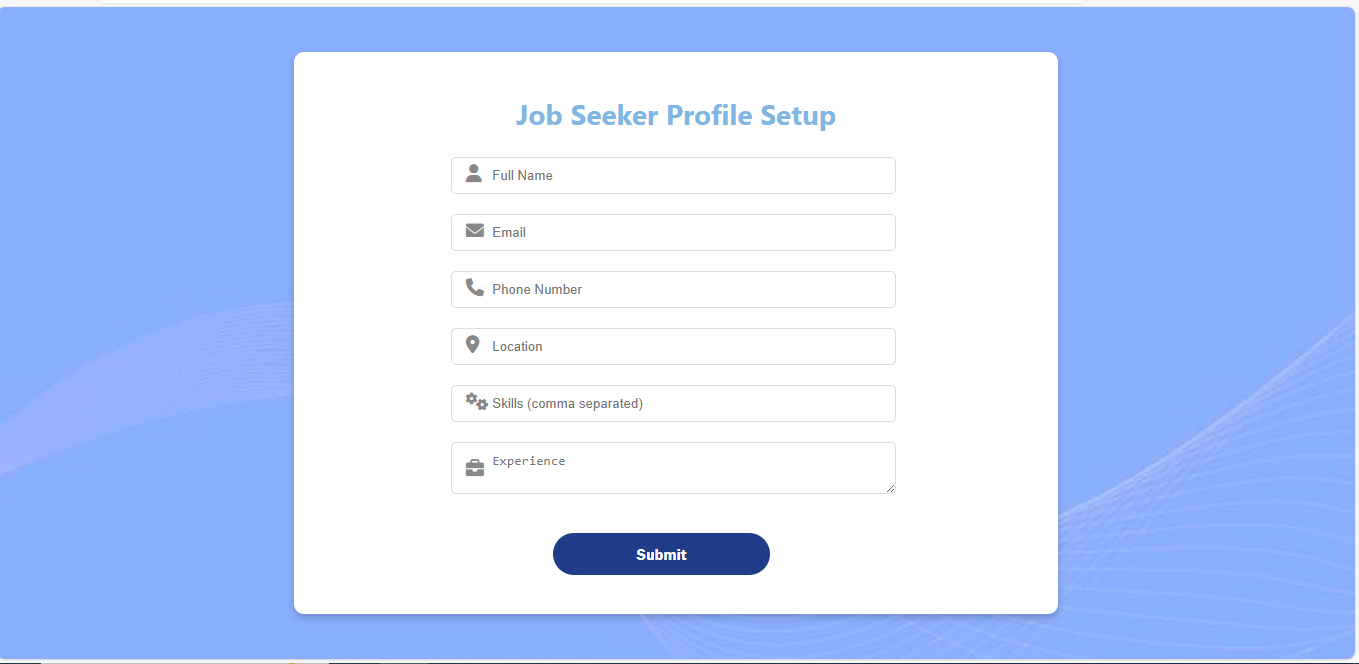 Job Seeker Profile Setup
Full Name
Email
Phone Number
Location
Skills (comma separated)
Experience
Submit